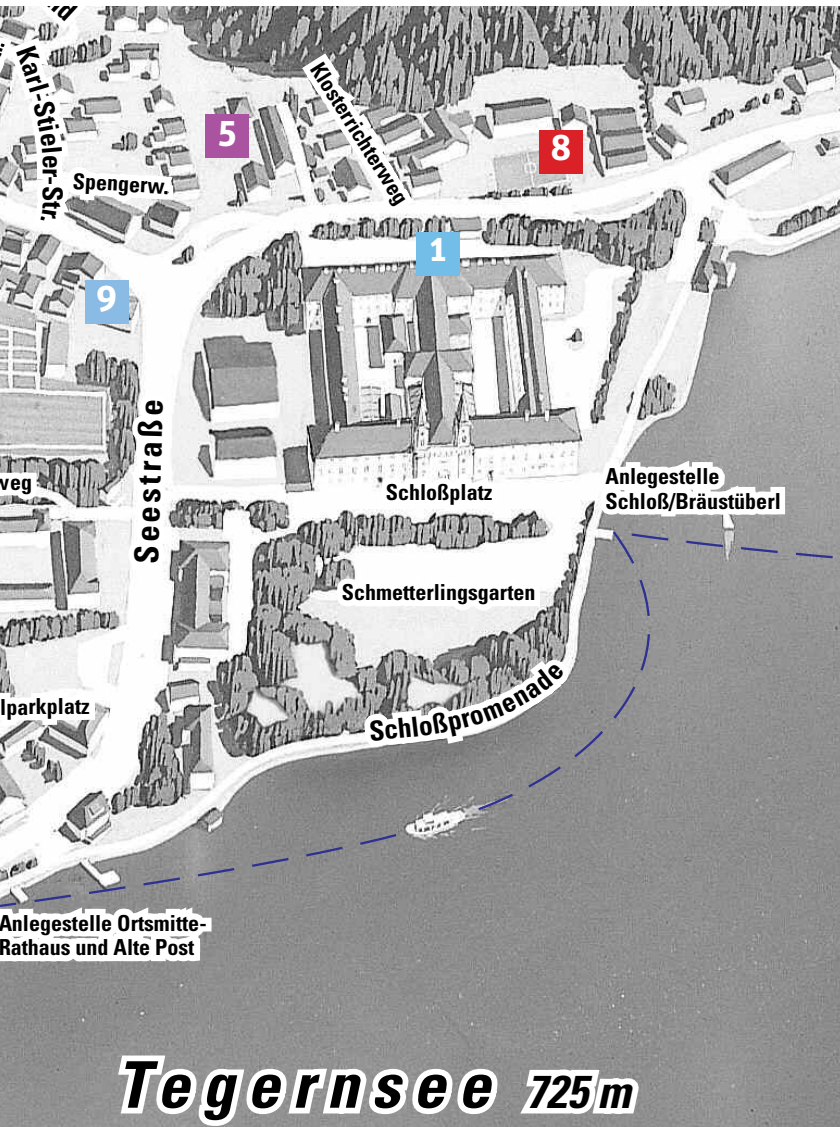 Karl-Stieler-Str.
Klosterrichterweg
5
8
Spengerw.
1
9
Seestraße
weg
Schloßplatz
Anlegestelle
Schloß/Bräustüberl
Schmetterlingsgarten
lparkplatz
Schloßpromenade
Anlegestelle Ortsmitte-
Rathaus und Alte Post
Tegernsee 725 m